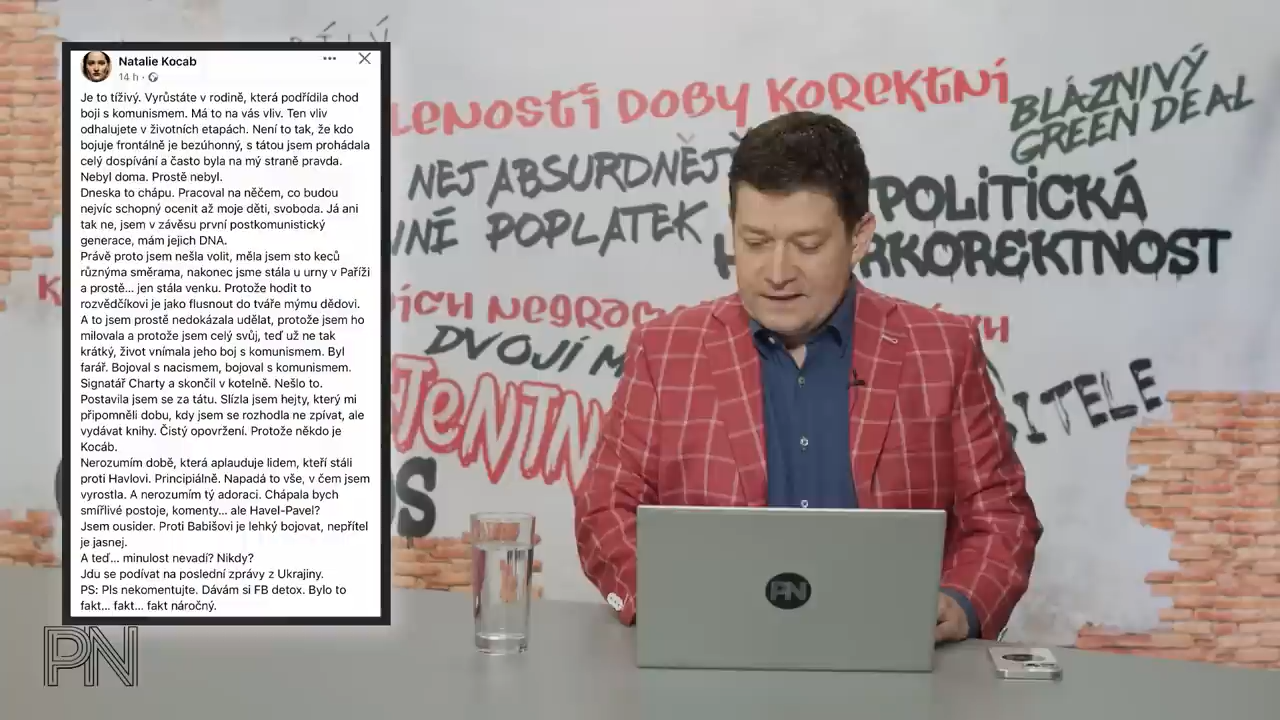 Natalie Kocab
14 h
Je to tíživý. Vyrůstáte v rodině, která podřídila chod
boji s komunismem. Má to na vás vliv. Ten vliv
odhalujete v životních etapách. Není to tak, že kdo
bojuje frontálně je bezúhonný, s tátou jsem prohádala
celý dospívání a často byla na mý straně pravda.
Nebyl doma. Prostě nebyl.
Dneska to chápu. Pracoval na něčem, co budou
nejvíc schopný ocenit až moje děti, svoboda. Já ani
tak ne, jsem v závěsu první postkomunistický
generace, mám jejich DNA.
Právě proto jsem nešla volit, měla jsem sto keců
různýma směrama, nakonec jsme stála u urny v Paříži
a prostě... jen stála venku. Protože hodit to
rozvědčíkovi je jako flusnout do tváře mýmu dědovi.
A to jsem prostě nedokázala udělat, protože jsem ho
milovala a protože jsem celý svůj, teď už ne tak
krátký, život vnímala jeho boj s komunismem. Byl
farář. Bojoval s nacismem, bojoval s komunismem.
Signatář Charty a skončil v kotelně. Nešlo to.
Postavila jsem se za tátu. Slízla jsem hejty, který mi
připomněli dobu, kdy jsem se rozhodla ne zpívat, ale
vydávat knihy. Čistý opovržení. Protože někdo je
Kocáb.
Nerozumím době, která aplauduje lidem, kteří stáli
proti Havlovi. Principiálně. Napadá to vše, v čem jsem
vyrostla. A nerozumím tý adoraci. Chápala bych
smířlivé postoje, komenty... ale Havel-Pavel?
Jsem ousider. Proti Babišovi je lehký bojovat, nepřítel
je jasnej.
A teď... minulost nevadí? Nikdy?
Jdu se podívat na poslední zprávy z Ukrajiny.
PS: Pls nekomentujte. Dávám si FB detox. Bylo to
fakt... fakt... fakt náročný.
LENOSTÍ DOBY KOREKTNÍ
BLÁZNIVÝ
GREEN DEAL
NEJABSURDNĚJŠ
VNÍ POPLATEK
POLITICKÁ
RKOREKTNOST
DVOJÍ M
ITELE
PN
PN